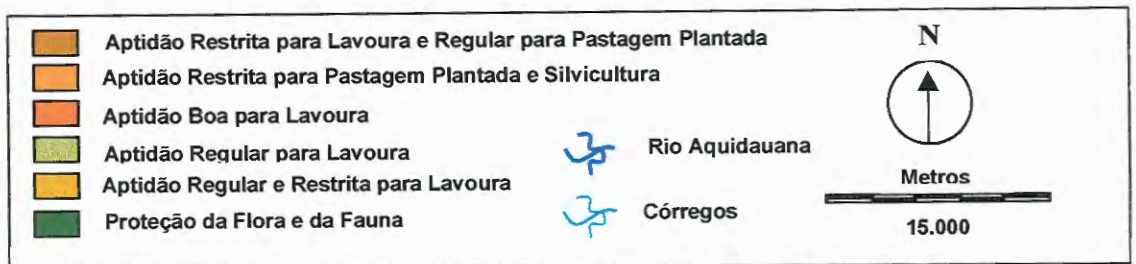 Aptidão Restrita para Lavoura e Regular para Pastagem Plantada
Aptidão Restrita para Pastagem Plantada e Silvicultura
Aptidão Boa para Lavoura
Aptidão Regular para Lavoura
Aptidão Regular e Restrita para Lavoura
Proteção da Flora e da Fauna
Rio Aquidauana
Córregos
N
Metros
15.000